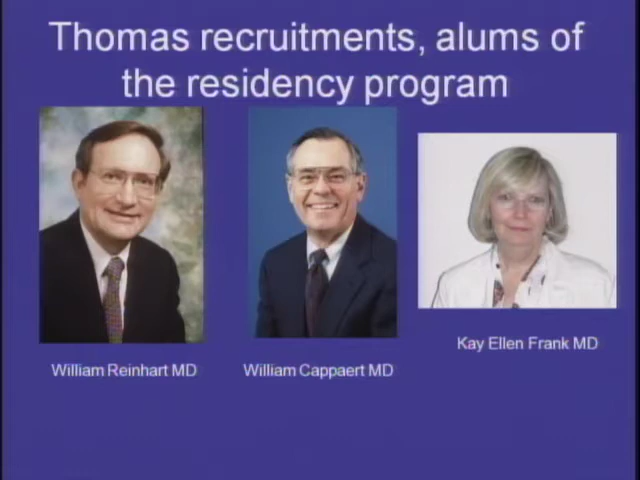 Thomas recruitments, alums of
the residency program
William Reinhart MD
William Cappaert MD
Kay Ellen Frank MD